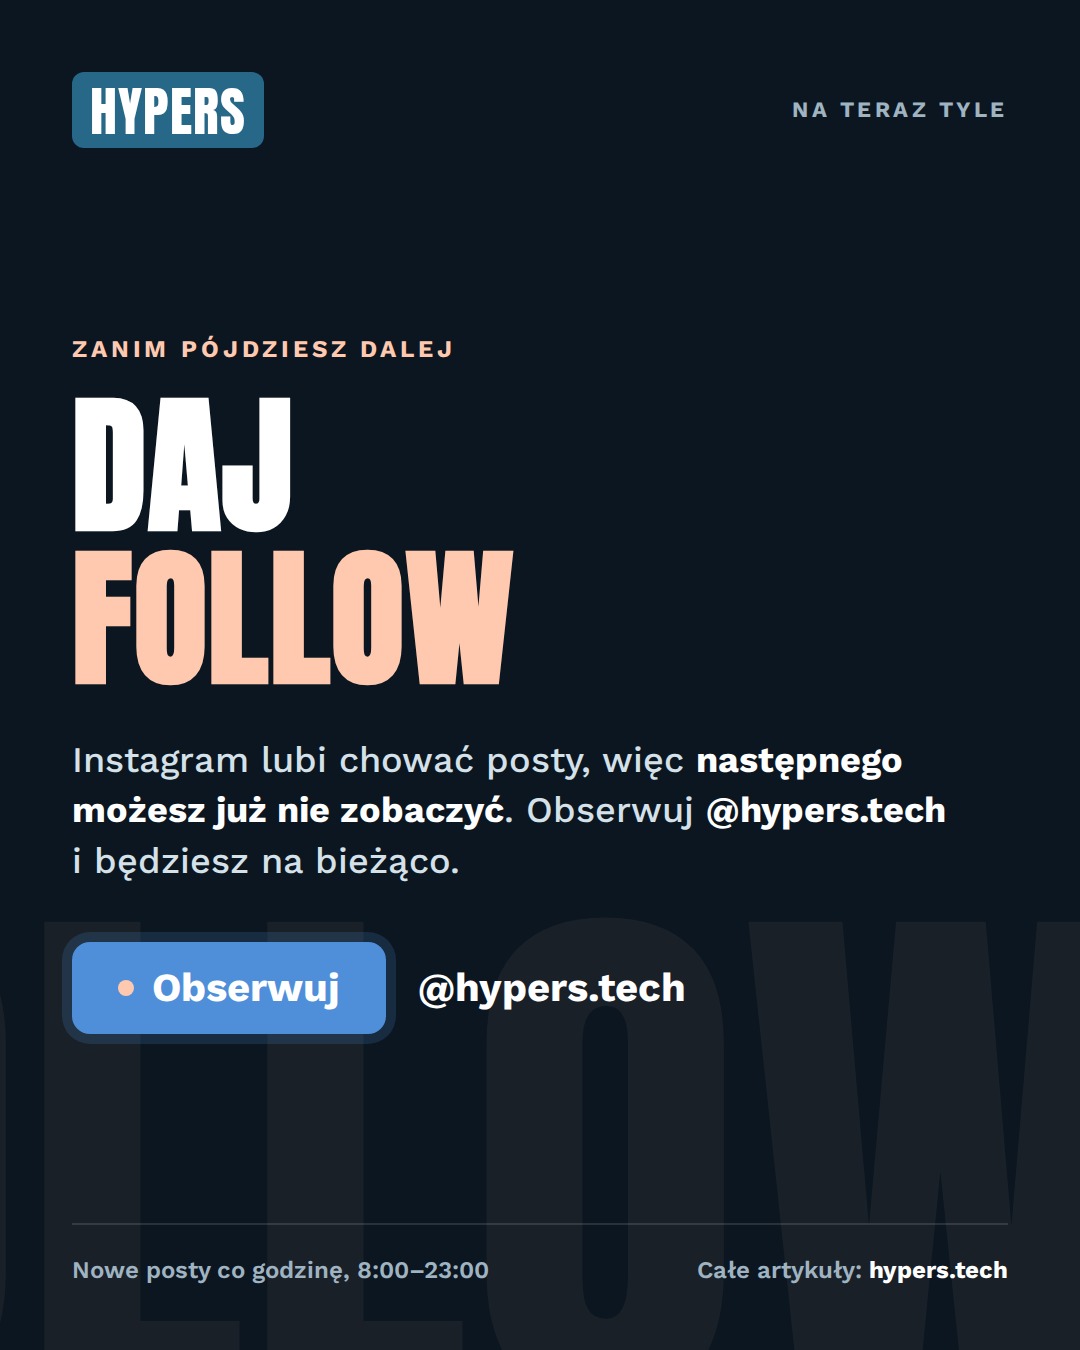 HYPERS
NA TERAZ TYLE
ZANIM PÓJDZIESZ DALEJ
DAJ
FOLLOW
Instagram lubi chować posty, więc następnego
możesz już nie zobaczyć. Obserwuj @hypers.tech
i będziesz na bieżąco.
Obserwuj @hypers.tech
OLLOW
Nowe posty co godzinę, 8:00–23:00
Całe artykuły: hypers.tech